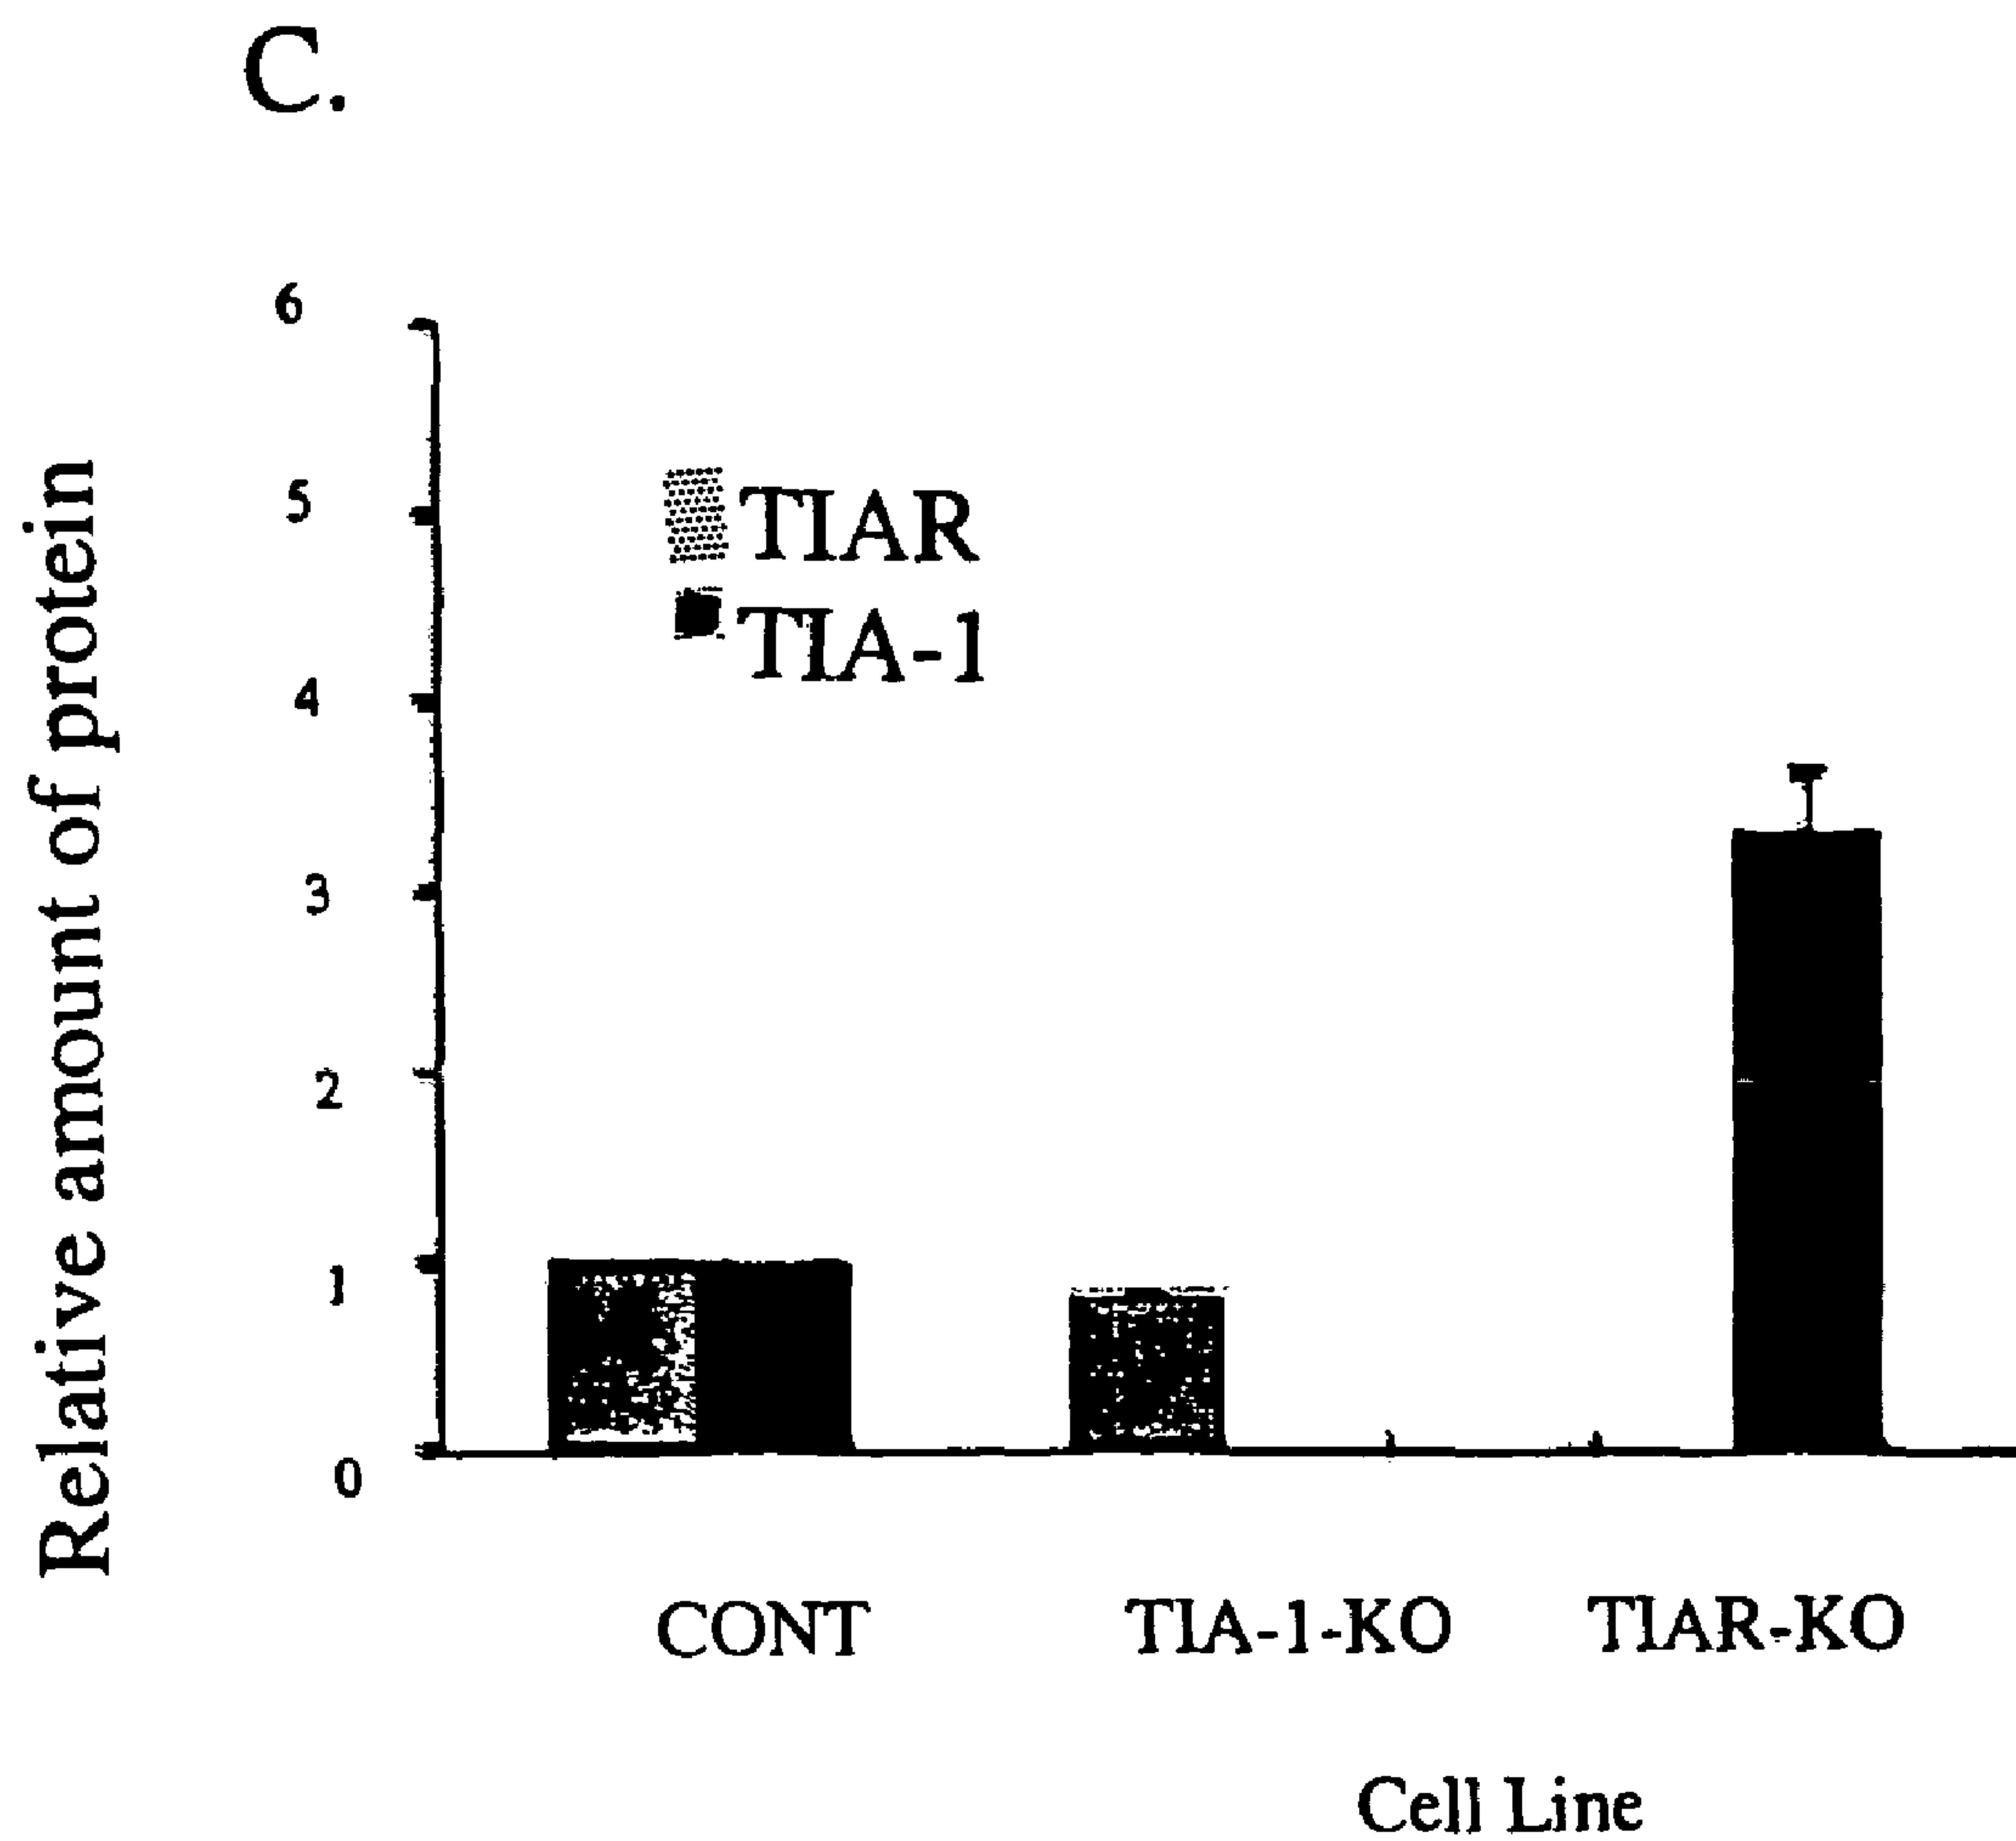 C.
Relative amount of protein
6
5
4
3
2
1
0
TIAR
TIA-1
CONT
TIA-1-KO
TIAR-KO
Cell Line